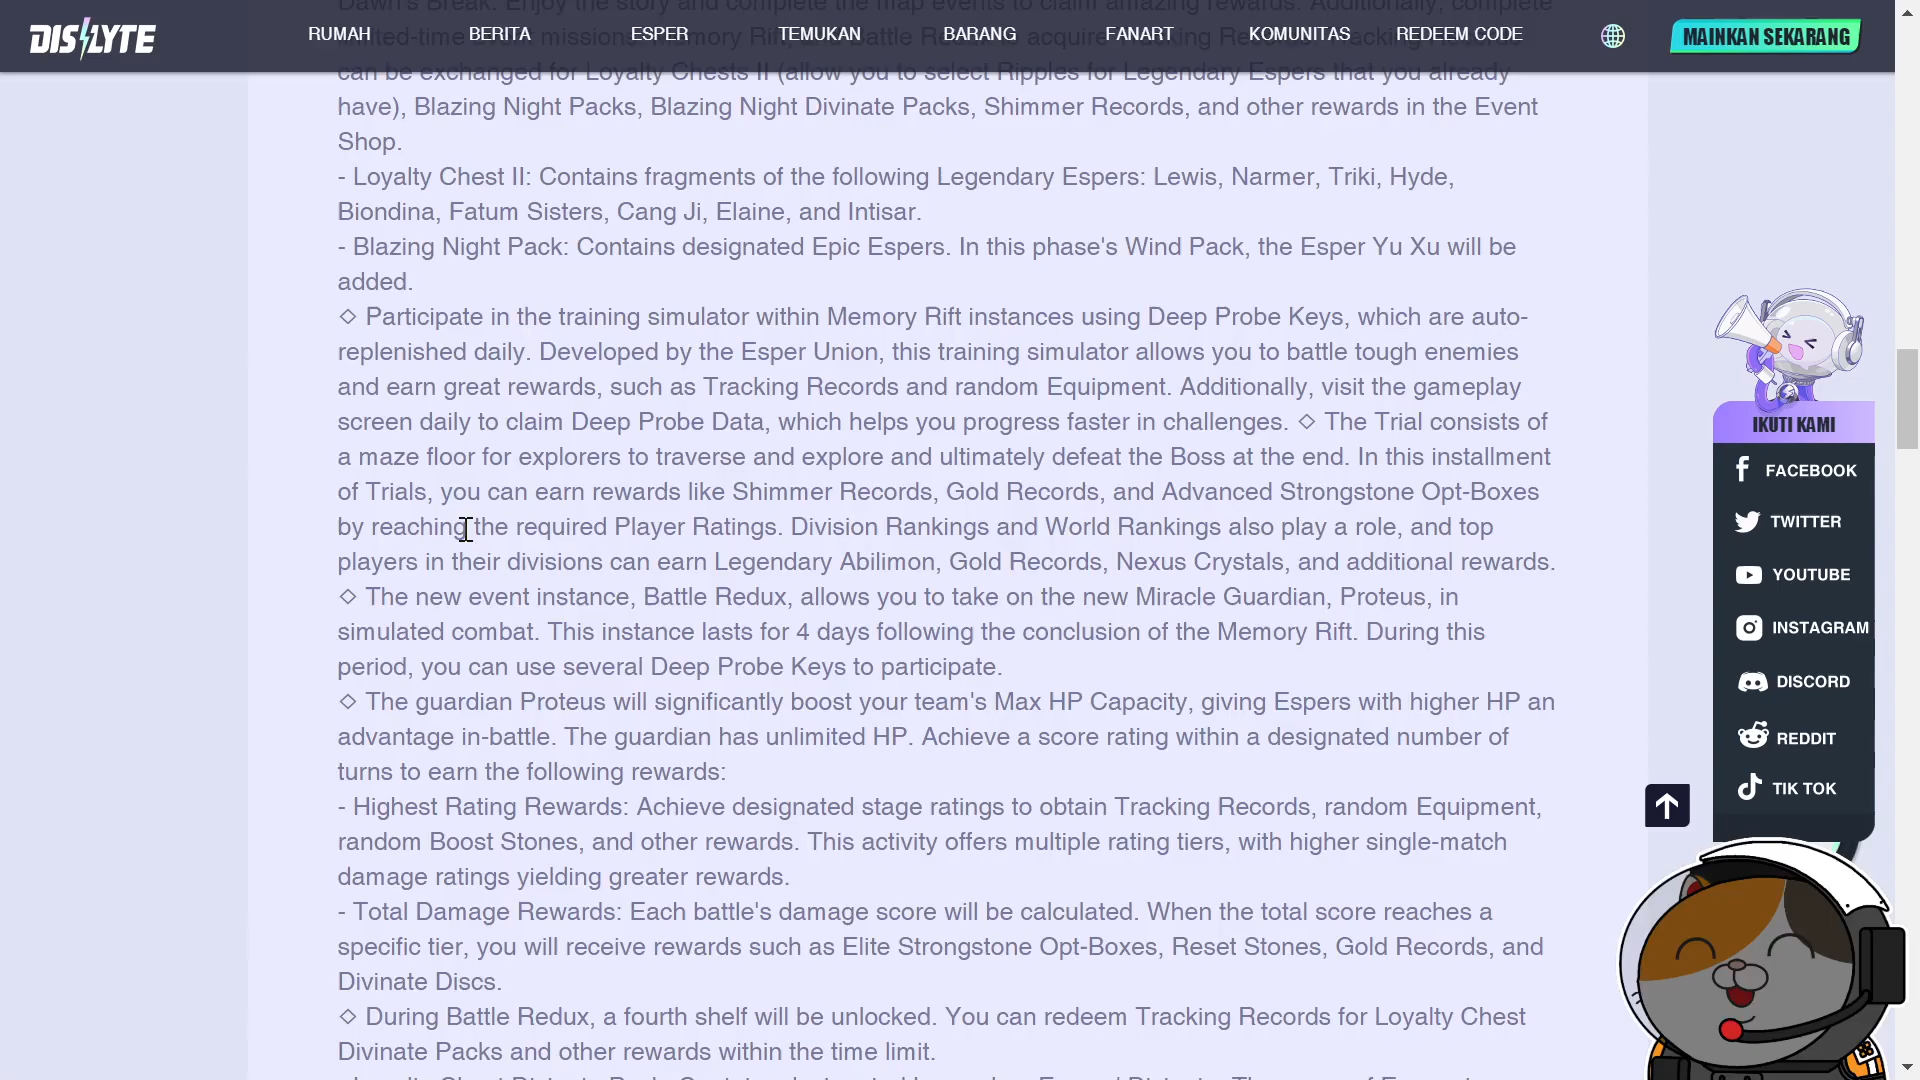 DISLYTE
RUMAH BERITA ESPER TEMUKAN BARANG FANART KOMUNITAS REDEEM CODE MAINKAN SEKARANG
can be exchanged for Loyalty Chests II (allow you to select Ripples for Legendary Espers that you already
have), Blazing Night Packs, Blazing Night Divinate Packs, Shimmer Records, and other rewards in the Event
Shop.
- Loyalty Chest II: Contains fragments of the following Legendary Espers: Lewis, Narmer, Triki, Hyde,
Biondina, Fatum Sisters, Cang Ji, Elaine, and Intisar.
- Blazing Night Pack: Contains designated Epic Espers. In this phase's Wind Pack, the Esper Yu Xu will be
added.
◇ Participate in the training simulator within Memory Rift instances using Deep Probe Keys, which are auto-
replenished daily. Developed by the Esper Union, this training simulator allows you to battle tough enemies
and earn great rewards, such as Tracking Records and random Equipment. Additionally, visit the gameplay
screen daily to claim Deep Probe Data, which helps you progress faster in challenges. ◇ The Trial consists of
a maze floor for explorers to traverse and explore and ultimately defeat the Boss at the end. In this installment
of Trials, you can earn rewards like Shimmer Records, Gold Records, and Advanced Strongstone Opt-Boxes
by reaching the required Player Ratings. Division Rankings and World Rankings also play a role, and top
players in their divisions can earn Legendary Abilimon, Gold Records, Nexus Crystals, and additional rewards.
◇ The new event instance, Battle Redux, allows you to take on the new Miracle Guardian, Proteus, in
simulated combat. This instance lasts for 4 days following the conclusion of the Memory Rift. During this
period, you can use several Deep Probe Keys to participate.
◇ The guardian Proteus will significantly boost your team's Max HP Capacity, giving Espers with higher HP an
advantage in-battle. The guardian has unlimited HP. Achieve a score rating within a designated number of
turns to earn the following rewards:
- Highest Rating Rewards: Achieve designated stage ratings to obtain Tracking Records, random Equipment,
random Boost Stones, and other rewards. This activity offers multiple rating tiers, with higher single-match
damage ratings yielding greater rewards.
- Total Damage Rewards: Each battle's damage score will be calculated. When the total score reaches a
specific tier, you will receive rewards such as Elite Strongstone Opt-Boxes, Reset Stones, Gold Records, and
Divinate Discs.
◇ During Battle Redux, a fourth shelf will be unlocked. You can redeem Tracking Records for Loyalty Chest
Divinate Packs and other rewards within the time limit.
IKUTI KAMI
FACEBOOK
TWITTER
YOUTUBE
INSTAGRAM
DISCORD
REDDIT
TIK TOK